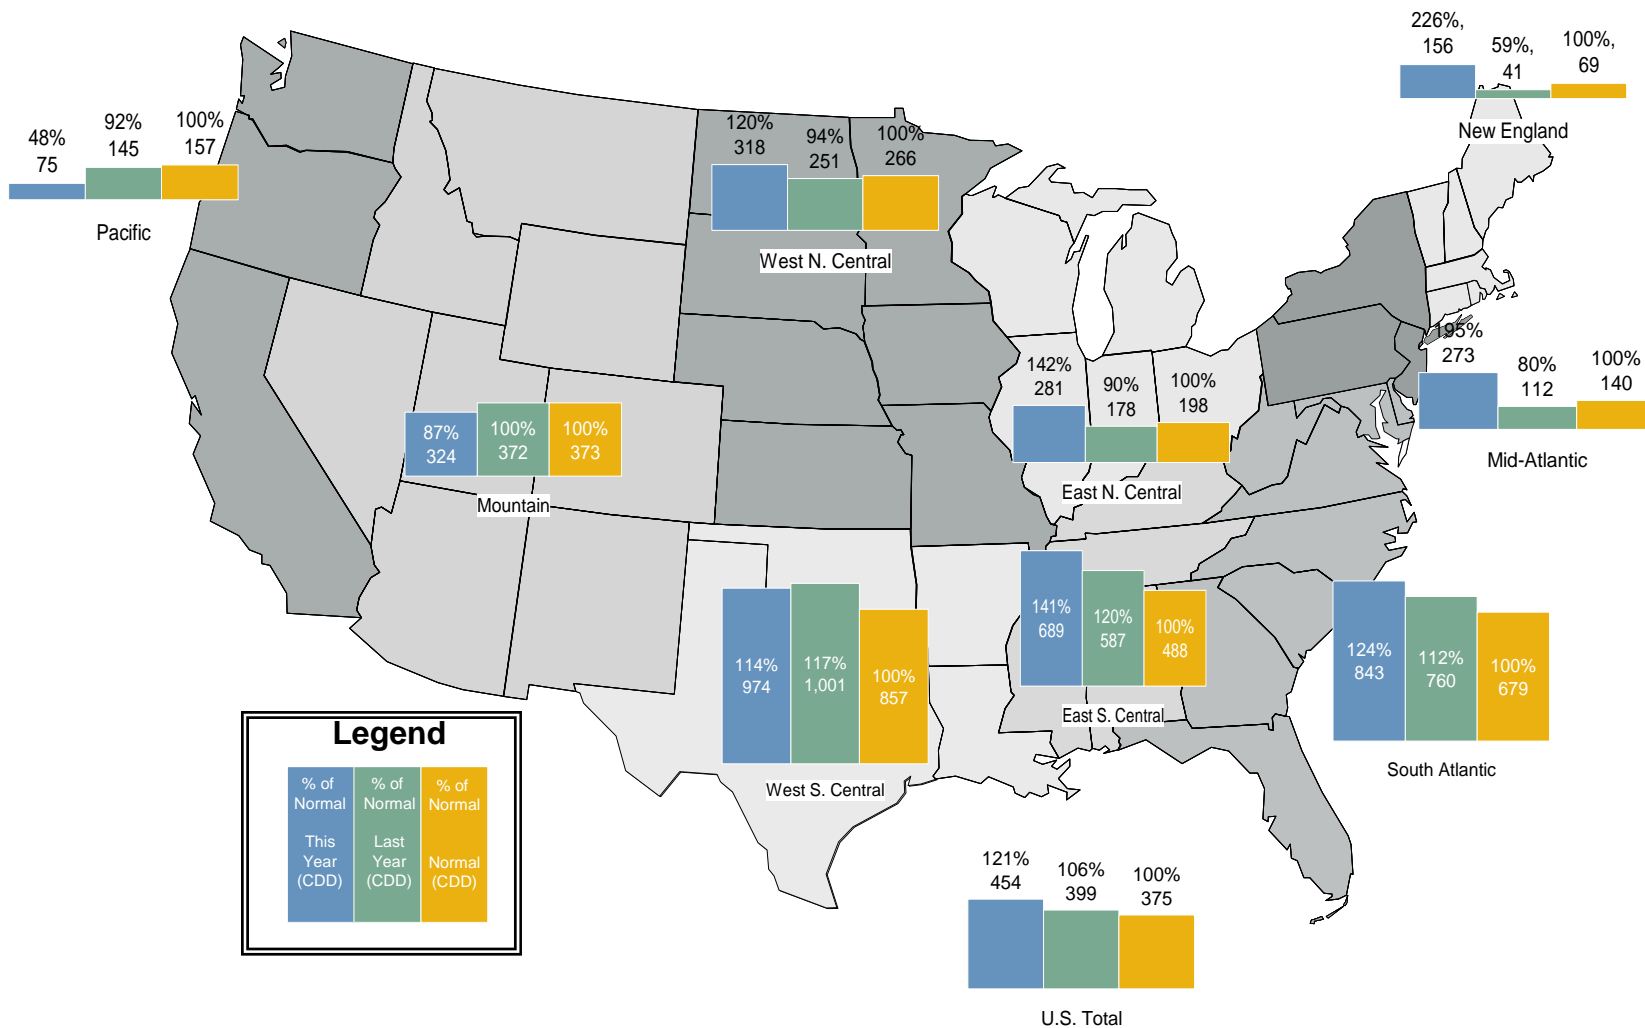 226%,
156
59%,
41
100%,
69
New England
48%
75
92%
145
100%
157
Pacific
120%
318
94%
251
100%
266
West N. Central
195%
273
80%
112
100%
140
Mid-Atlantic
142%
281
90%
178
100%
198
East N. Central
87%
324
100%
372
100%
373
Mountain
114%
974
117%
1,001
100%
857
West S. Central
141%
689
120%
587
100%
488
East S. Central
124%
843
112%
760
100%
679
South Atlantic
Legend
% of
Normal
This
Year
(CDD)
% of
Normal
Last
Year
(CDD)
% of
Normal
Normal
(CDD)
121%
454
106%
399
100%
375
U.S. Total